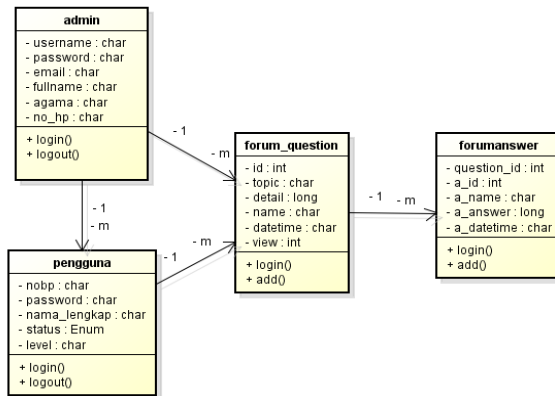 admin
- username : char
- password : char
- email : char
- fullname : char
- agama : char
- no_hp : char
+ login()
+ logout()
- 1
- m
forum_question
- id : int
- topic : char
- detail : long
- name : char
- datetime : char
- view : int
+ login()
+ add()
- 1
- m
forumanswer
- question_id : int
- a_id : int
- a_name : char
- a_answer : long
- a_datetime : char
+ login()
+ add()
- 1
- m
pengguna
- nobp : char
- password : char
- nama_lengkap : char
- status : Enum
- level : char
+ login()
+ logout()
- 1
- m